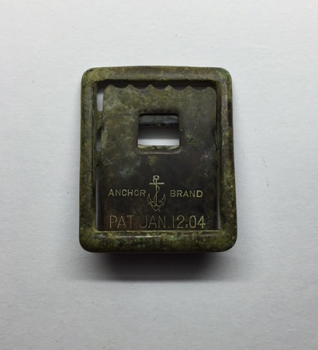 ANCHOR BRAND
PAT. JAN. 12.04